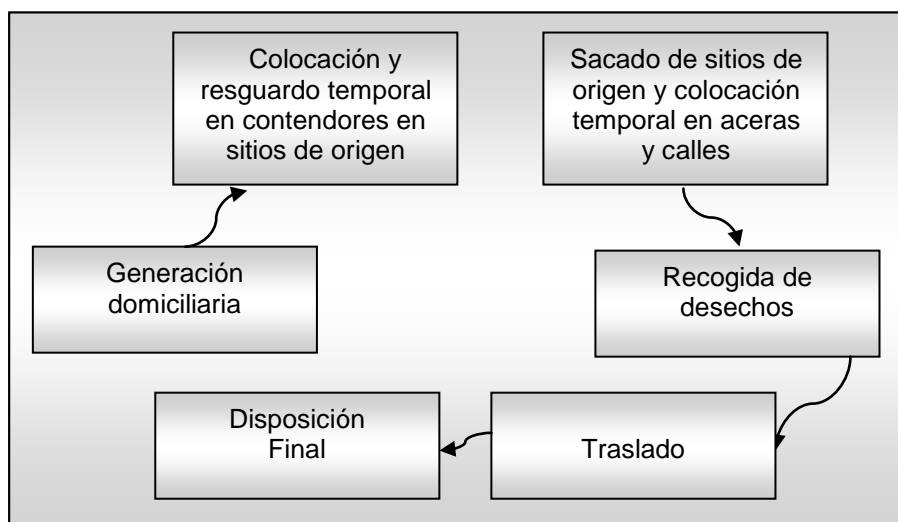 Colocación y
resguardo temporal
en contendores en
sitios de origen
Sacado de sitios de
origen y colocación
temporal en aceras
y calles
Generación
domiciliaria
Recogida de
desechos
Disposición
Final
Traslado